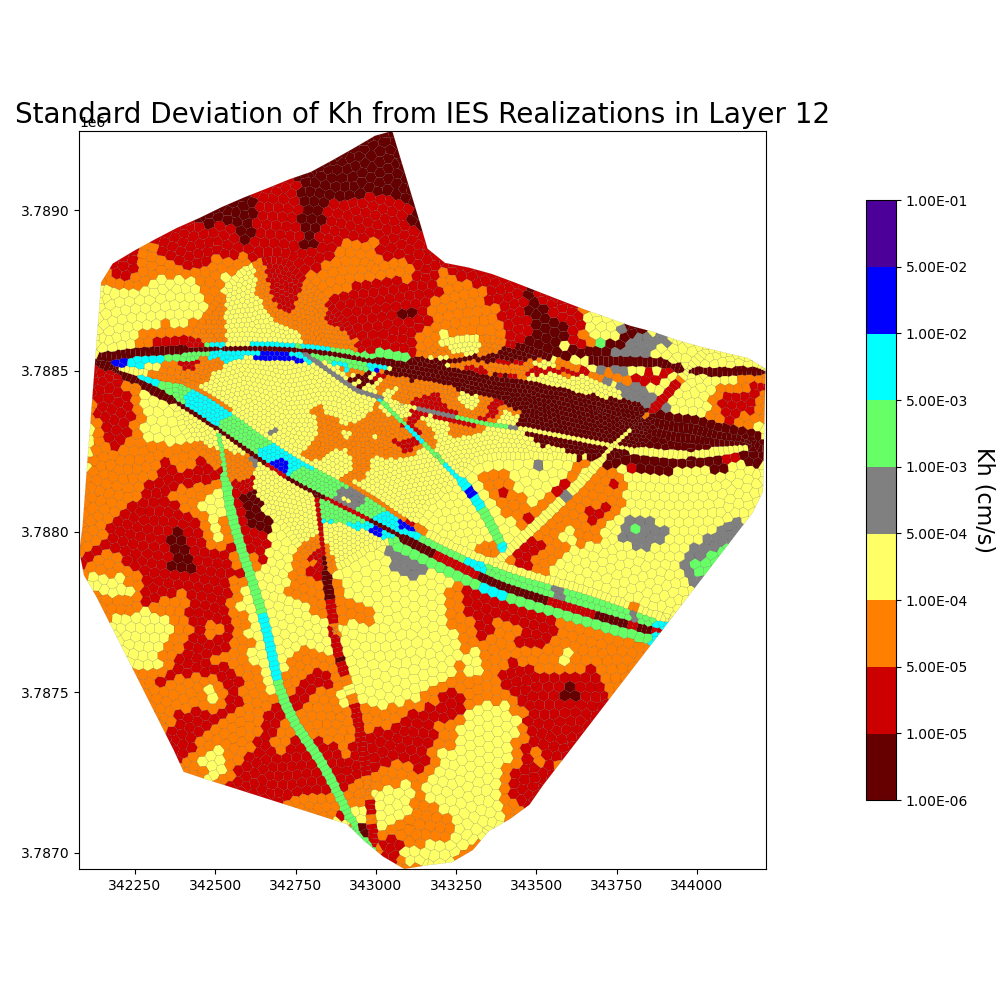 Standard Deviation of Kh from IES Realizations in Layer 12
1e6
3.7890
3.7885
3.7880
3.7875
3.7870
342250 342500 342750 343000 343250 343500 343750 344000
1.00E-01
5.00E-02
1.00E-02
5.00E-03
1.00E-03
5.00E-04
1.00E-04
5.00E-05
1.00E-05
1.00E-06
Kh (cm/s)